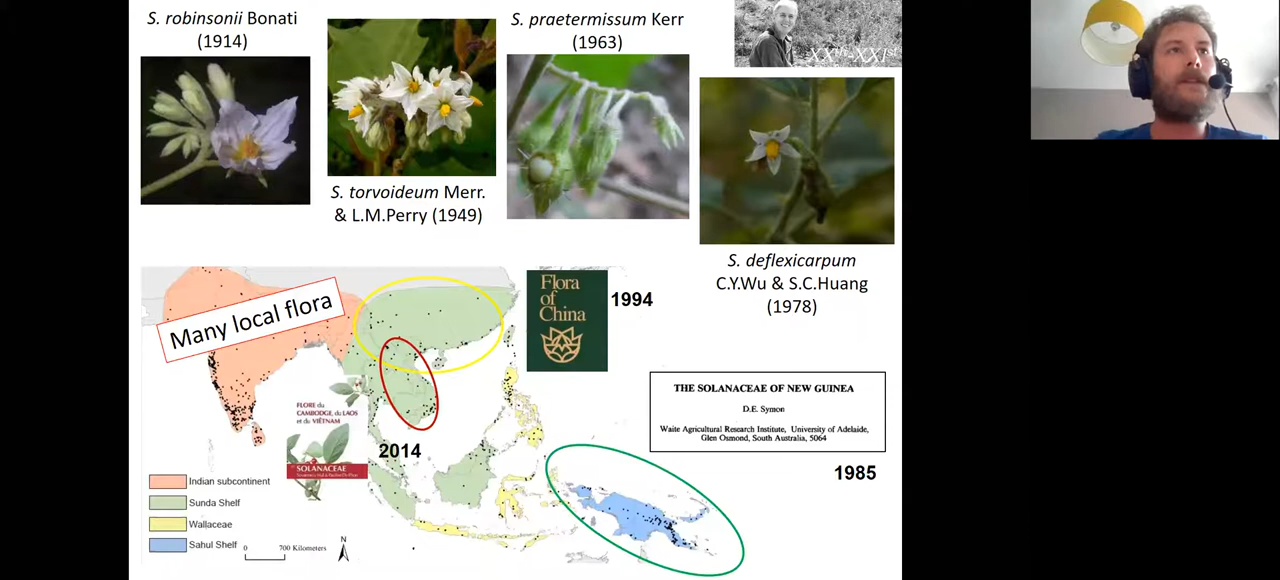 S. robinsonii Bonati
(1914)
S. torvoideum Merr.
& L.M.Perry (1949)
S. praetermissum Kerr
(1963)
XXth-XXIst
S. deflexicarpum
C.Y.Wu & S.C.Huang
(1978)
Many local flora
Flora
of
China
1994
THE SOLANACEAE OF NEW GUINEA
D.E. Symon
Waite Agricultural Research Institute, University of Adelaide,
Glen Osmond, South Australia, 5064
1985
FLORE du
CAMBODGE, du LAOS
et du VIÊTNAM
SOLANACEAE
2014
Indian subcontinent
Sunda Shelf
Wallaceae
Sahul Shelf
0 700 Kilometers
N